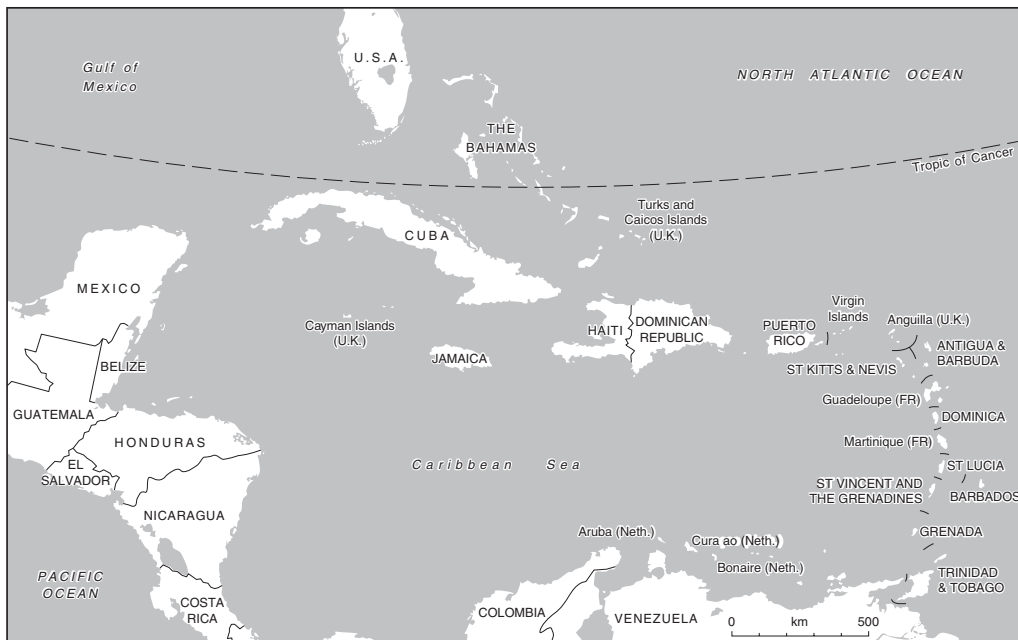 Gulf of
Mexico
U.S.A.
NORTH ATLANTIC OCEAN
THE
BAHAMAS
Tropic of Cancer
Turks and
Caicos Islands
(U.K.)
CUBA
MEXICO
Cayman Islands
(U.K.)
JAMAICA
HAITI
DOMINICAN
REPUBLIC
PUERTO
RICO
Virgin
Islands
Anguilla (U.K.)
ANTIGUA &
BARBUDA
ST KITTS & NEVIS
BELIZE
GUATEMALA
Guadeloupe (FR)
DOMINICA
HONDURAS
Martinique (FR)
EL
SALVADOR
Caribbean Sea
ST LUCIA
ST VINCENT AND
THE GRENADINES
BARBADOS
NICARAGUA
GRENADA
Aruba (Neth.)
Cura ao (Neth.)
Bonaire (Neth.)
TRINIDAD
& TOBAGO
PACIFIC
OCEAN
COSTA
RICA
COLOMBIA
VENEZUELA
0 km 500